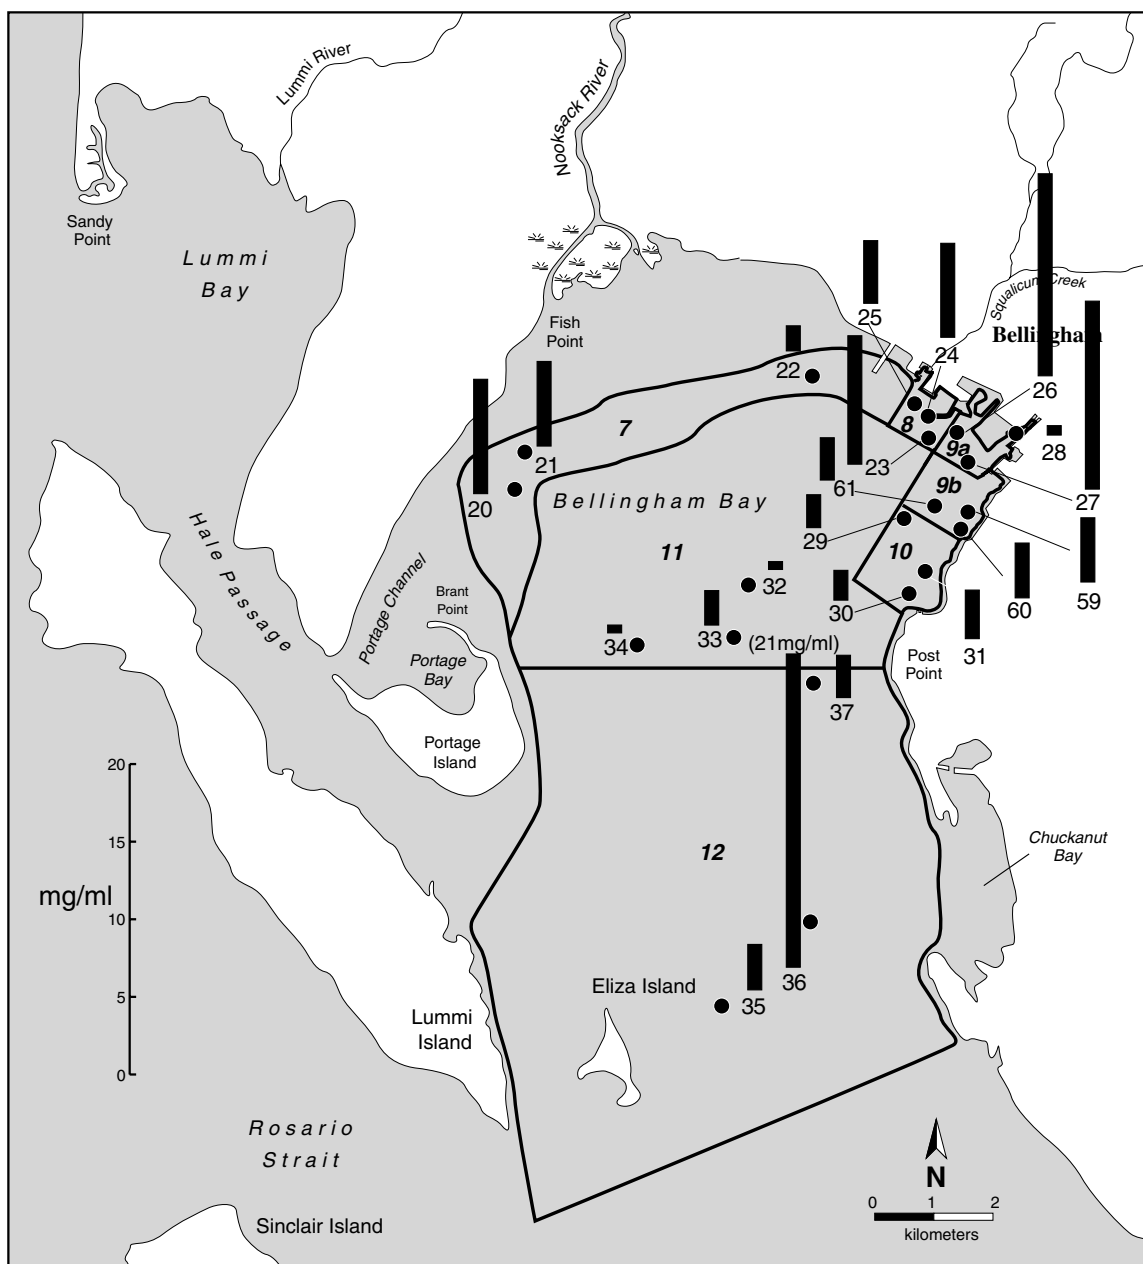 Lummi River
Nooksack River
Sandy
Point
Lummi
Bay
Fish
Point
Squalicum Creek
Bellingham
25
24
22
26
8
7
21
23
9a
28
20
61
9b
27
Bellingham Bay
29
11
10
Hale Passage
Portage Channel
Brant
Point
32
30
60
59
33
34
(21mg/ml)
31
Portage
Bay
Post
Point
37
Portage
Island
20
15
mg/ml
10
5
0
12
Chuckanut
Bay
Eliza Island
35
36
Lummi
Island
Rosario
Strait
N
0 1 2
kilometers
Sinclair Island